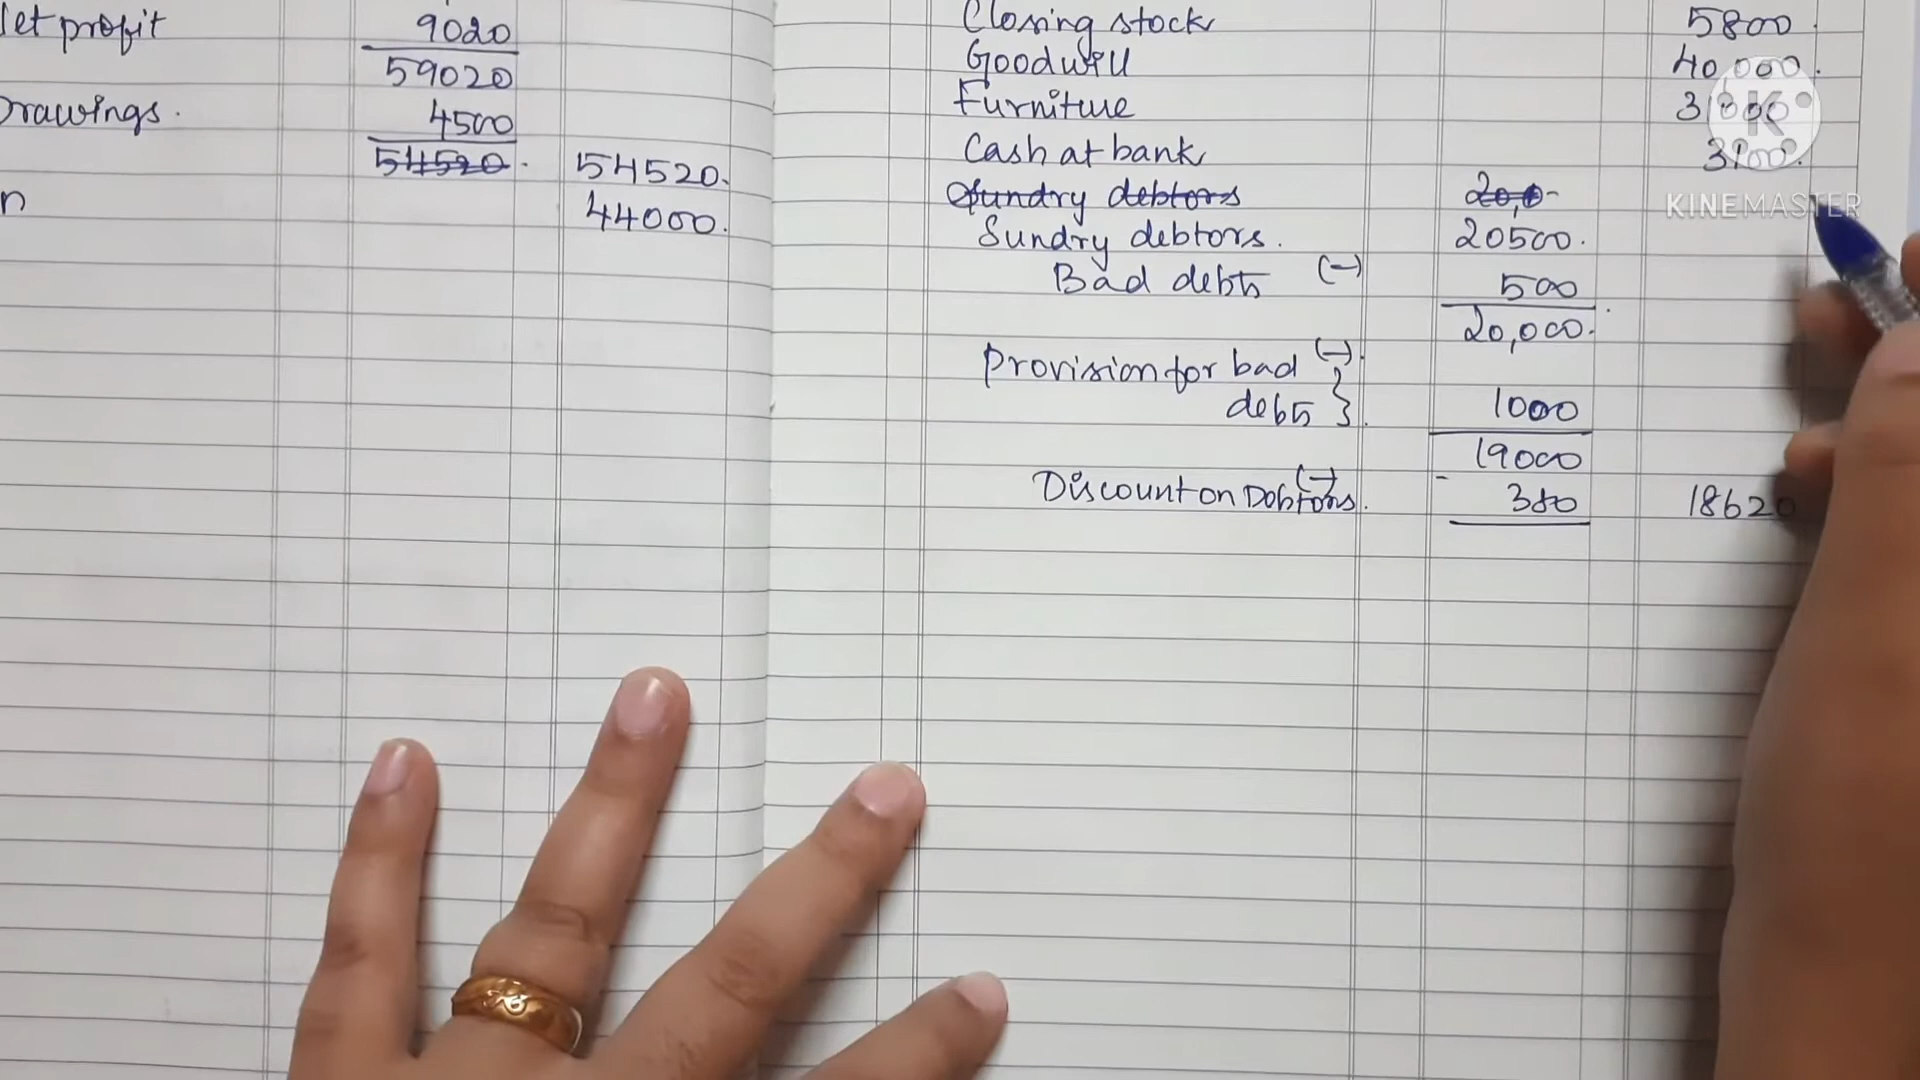 Net profit 9020
59020
Drawings. 4500
54520. 54520.
n 44000.
Closing stock 5800
Goodwill 40,000.
Furniture
Cash at bank
Sundry debtors 20,0-
Sundry debtors. 20500.
Bad debts (-) 500
20,000.
Provision for bad (-)
debts } 1000
19000
Discount on Debtors. (-) - 380 18620
KINEMASTER